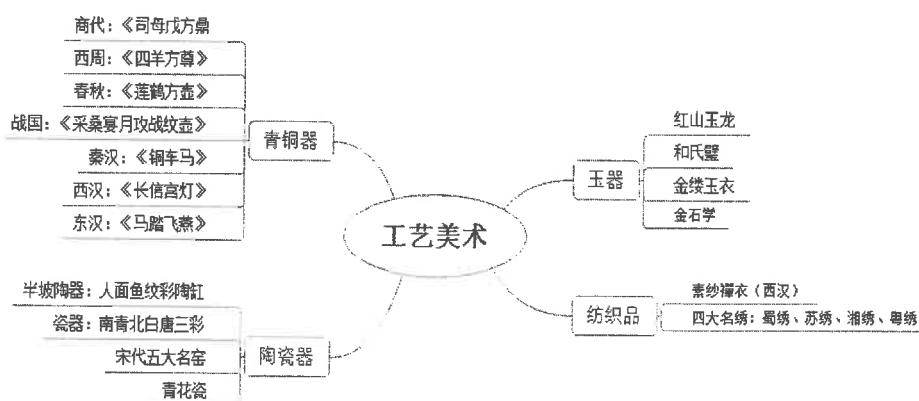 商代：《司母戊方鼎
西周：《四羊方尊》
春秋：《莲鹤方壶》
战国：《采桑宴月攻战纹壶》
秦汉：《铜车马》
西汉：《长信宫灯》
东汉：《马踏飞燕》
青铜器
半坡陶器：人面鱼纹彩陶缸
瓷器：南青北白唐三彩
宋代五大名窑
青花瓷
陶瓷器
工艺美术
玉器
红山玉龙
和氏璧
金缕玉衣
金石学
纺织品
素纱襌衣（西汉）
四大名绣：蜀绣、苏绣、湘绣、粤绣